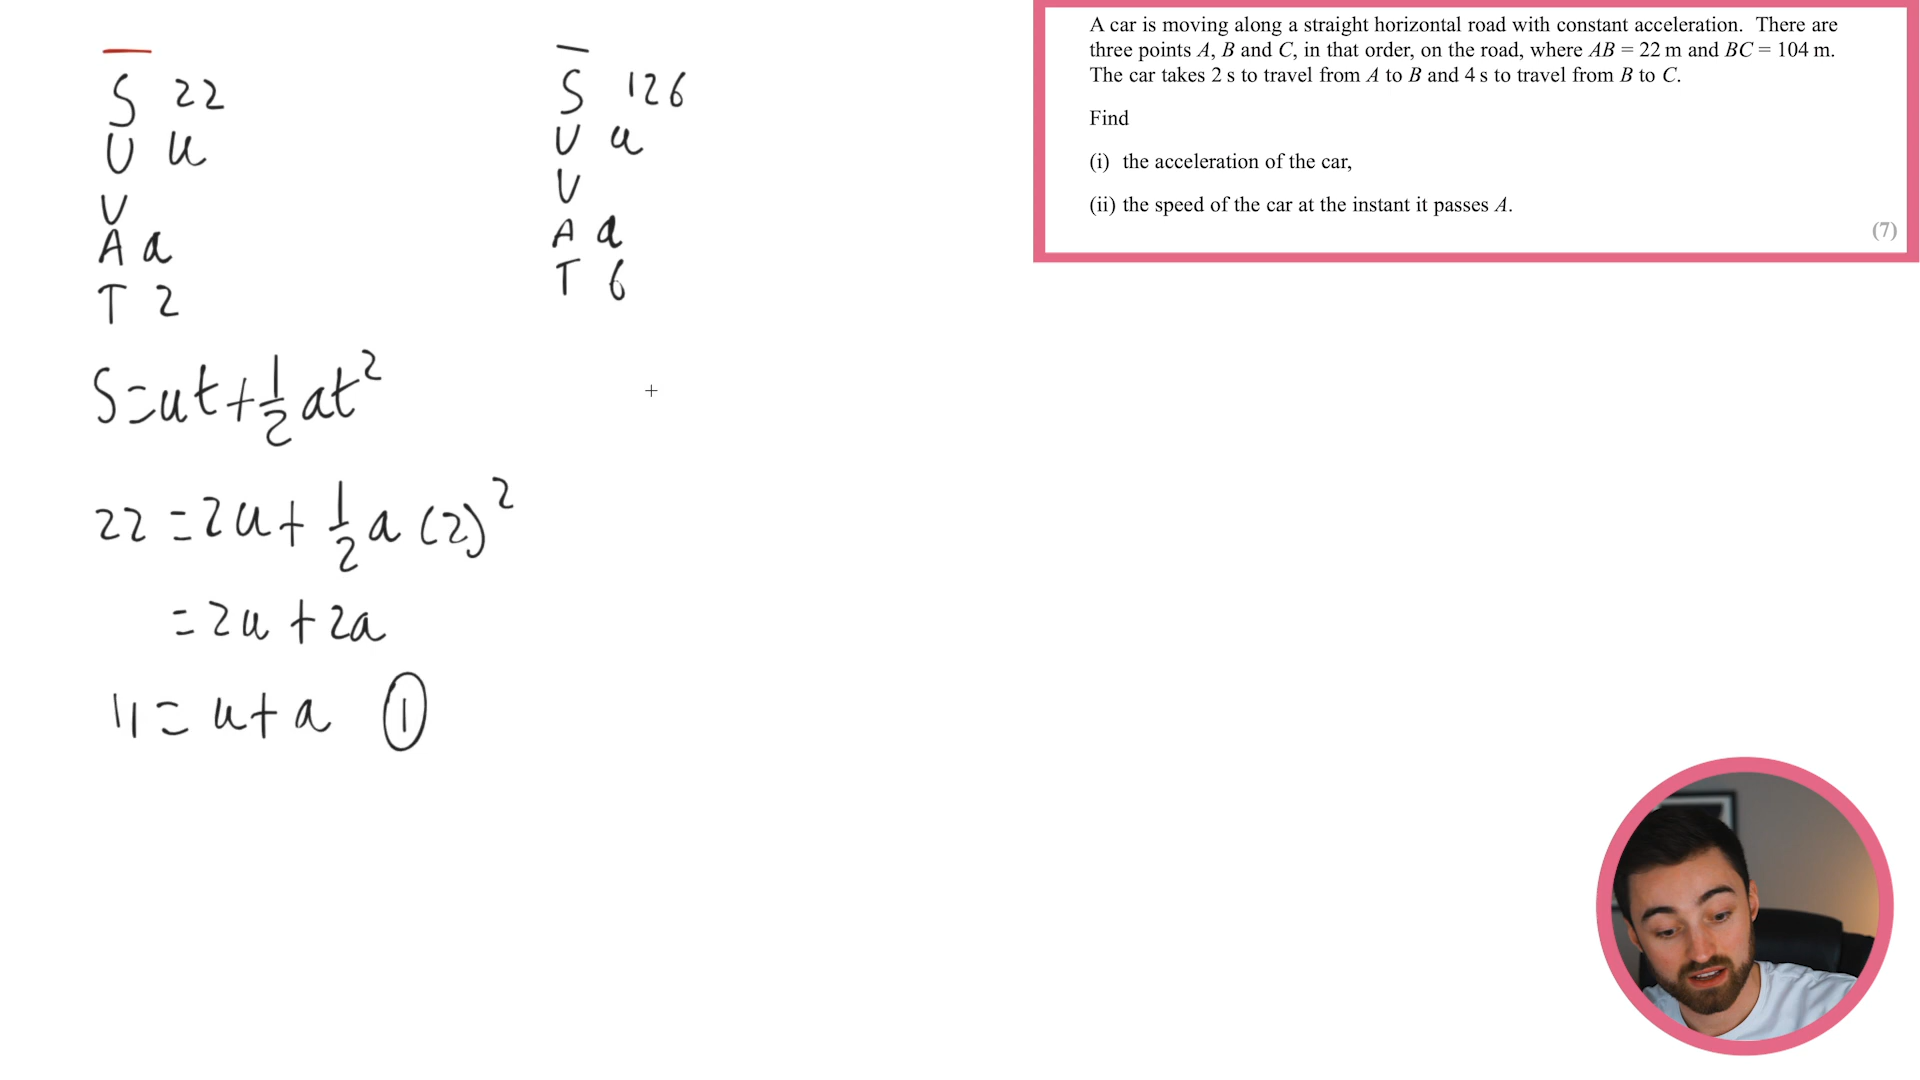 S 22
U u
V
A a
T 2
S=ut+1/2at²
22=2u+1/2a(2)²
=2u+2a
11=u+a ①
S 126
U u
V
A a
T 6
A car is moving along a straight horizontal road with constant acceleration. There are
three points A, B and C, in that order, on the road, where AB = 22 m and BC = 104 m.
The car takes 2 s to travel from A to B and 4 s to travel from B to C.
Find
(i) the acceleration of the car,
(ii) the speed of the car at the instant it passes A.
(7)